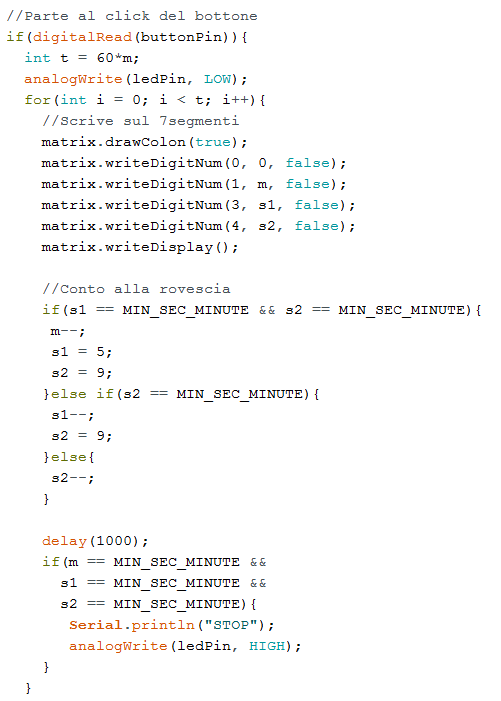 //Parte al click del bottone
if(digitalRead(buttonPin)){
  int t = 60*m;
  analogWrite(ledPin, LOW);
  for(int i = 0; i < t; i++){
    //Scrive sul 7segmenti
    matrix.drawColon(true);
    matrix.writeDigitNum(0, 0, false);
    matrix.writeDigitNum(1, m, false);
    matrix.writeDigitNum(3, s1, false);
    matrix.writeDigitNum(4, s2, false);
    matrix.writeDisplay();

    //Conto alla rovescia
    if(s1 == MIN_SEC_MINUTE && s2 == MIN_SEC_MINUTE){
     m--;
     s1 = 5;
     s2 = 9;
    }else if(s2 == MIN_SEC_MINUTE){
     s1--;
     s2 = 9;
    }else{
     s2--;
    }

    delay(1000);
    if(m == MIN_SEC_MINUTE &&
      s1 == MIN_SEC_MINUTE &&
      s2 == MIN_SEC_MINUTE){
       Serial.println("STOP");
       analogWrite(ledPin, HIGH);
    }
  }